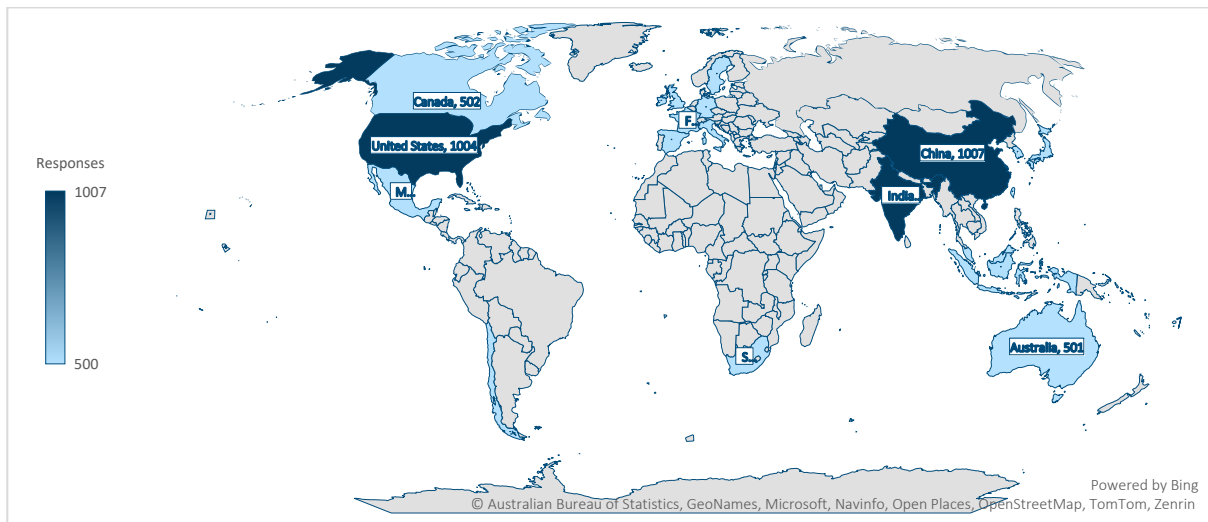 Canada, 502
F...
United States, 1004
China, 1007
Responses
1007
M...
India...
S...
Australia, 501
500
Powered by Bing
© Australian Bureau of Statistics, GeoNames, Microsoft, Navinfo, Open Places, OpenStreetMap, TomTom, Zenrin